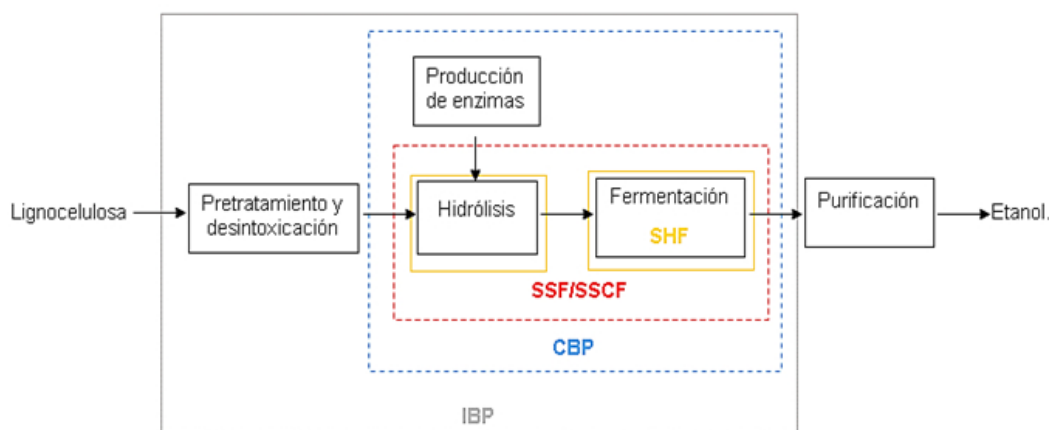 Producción
de enzimas
Lignocelulosa
Pretratamiento y
desintoxicación
Hidrólisis
Fermentación
SHF
Purificación
Etanol.
SSF/SSCF
CBP
IBP